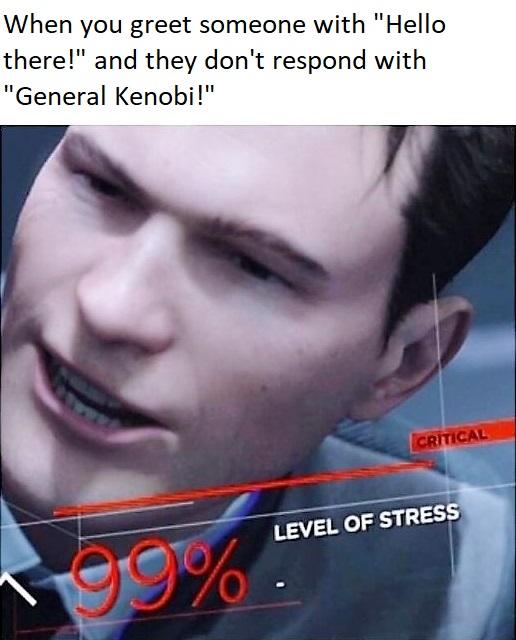 When you greet someone with "Hello
there!" and they don't respond with
"General Kenobi!"
CRITICAL
LEVEL OF STRESS
99%